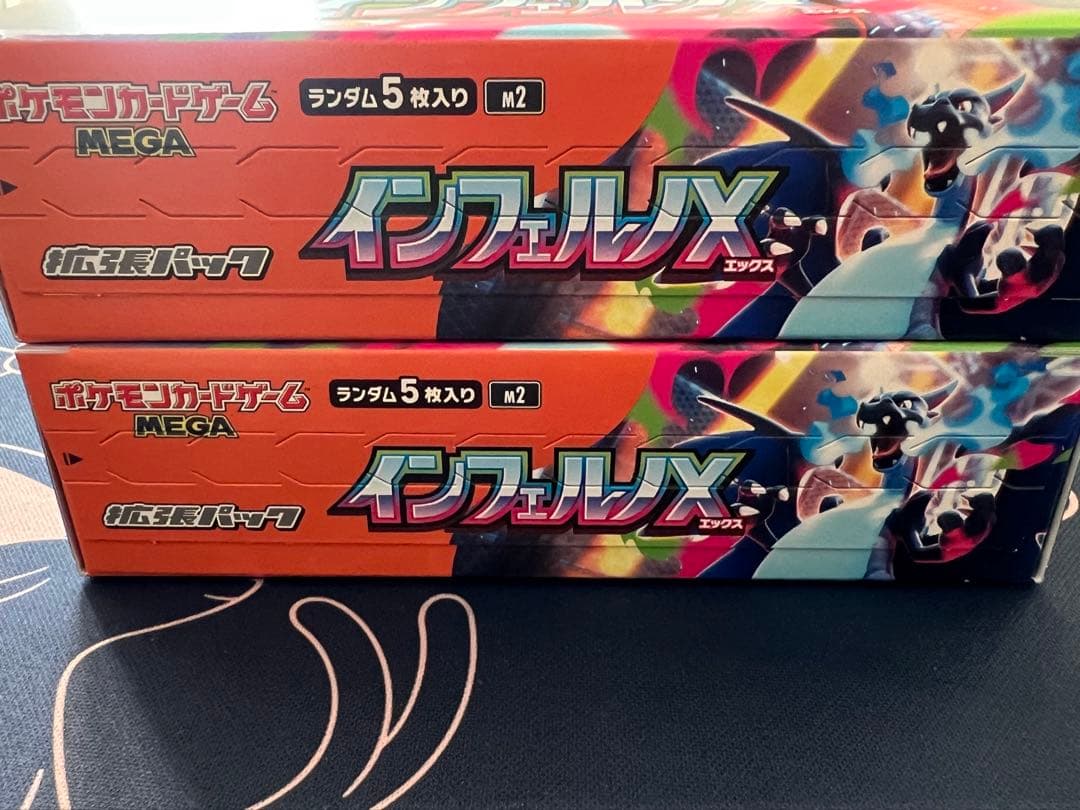 ポケモンカードゲーム
MEGA
ランダム5枚入り M2
インフェルノX
エックス
拡張パック
ポケモンカードゲーム™
MEGA
ランダム5枚入り M2
インフェルノX
エックス
拡張パック